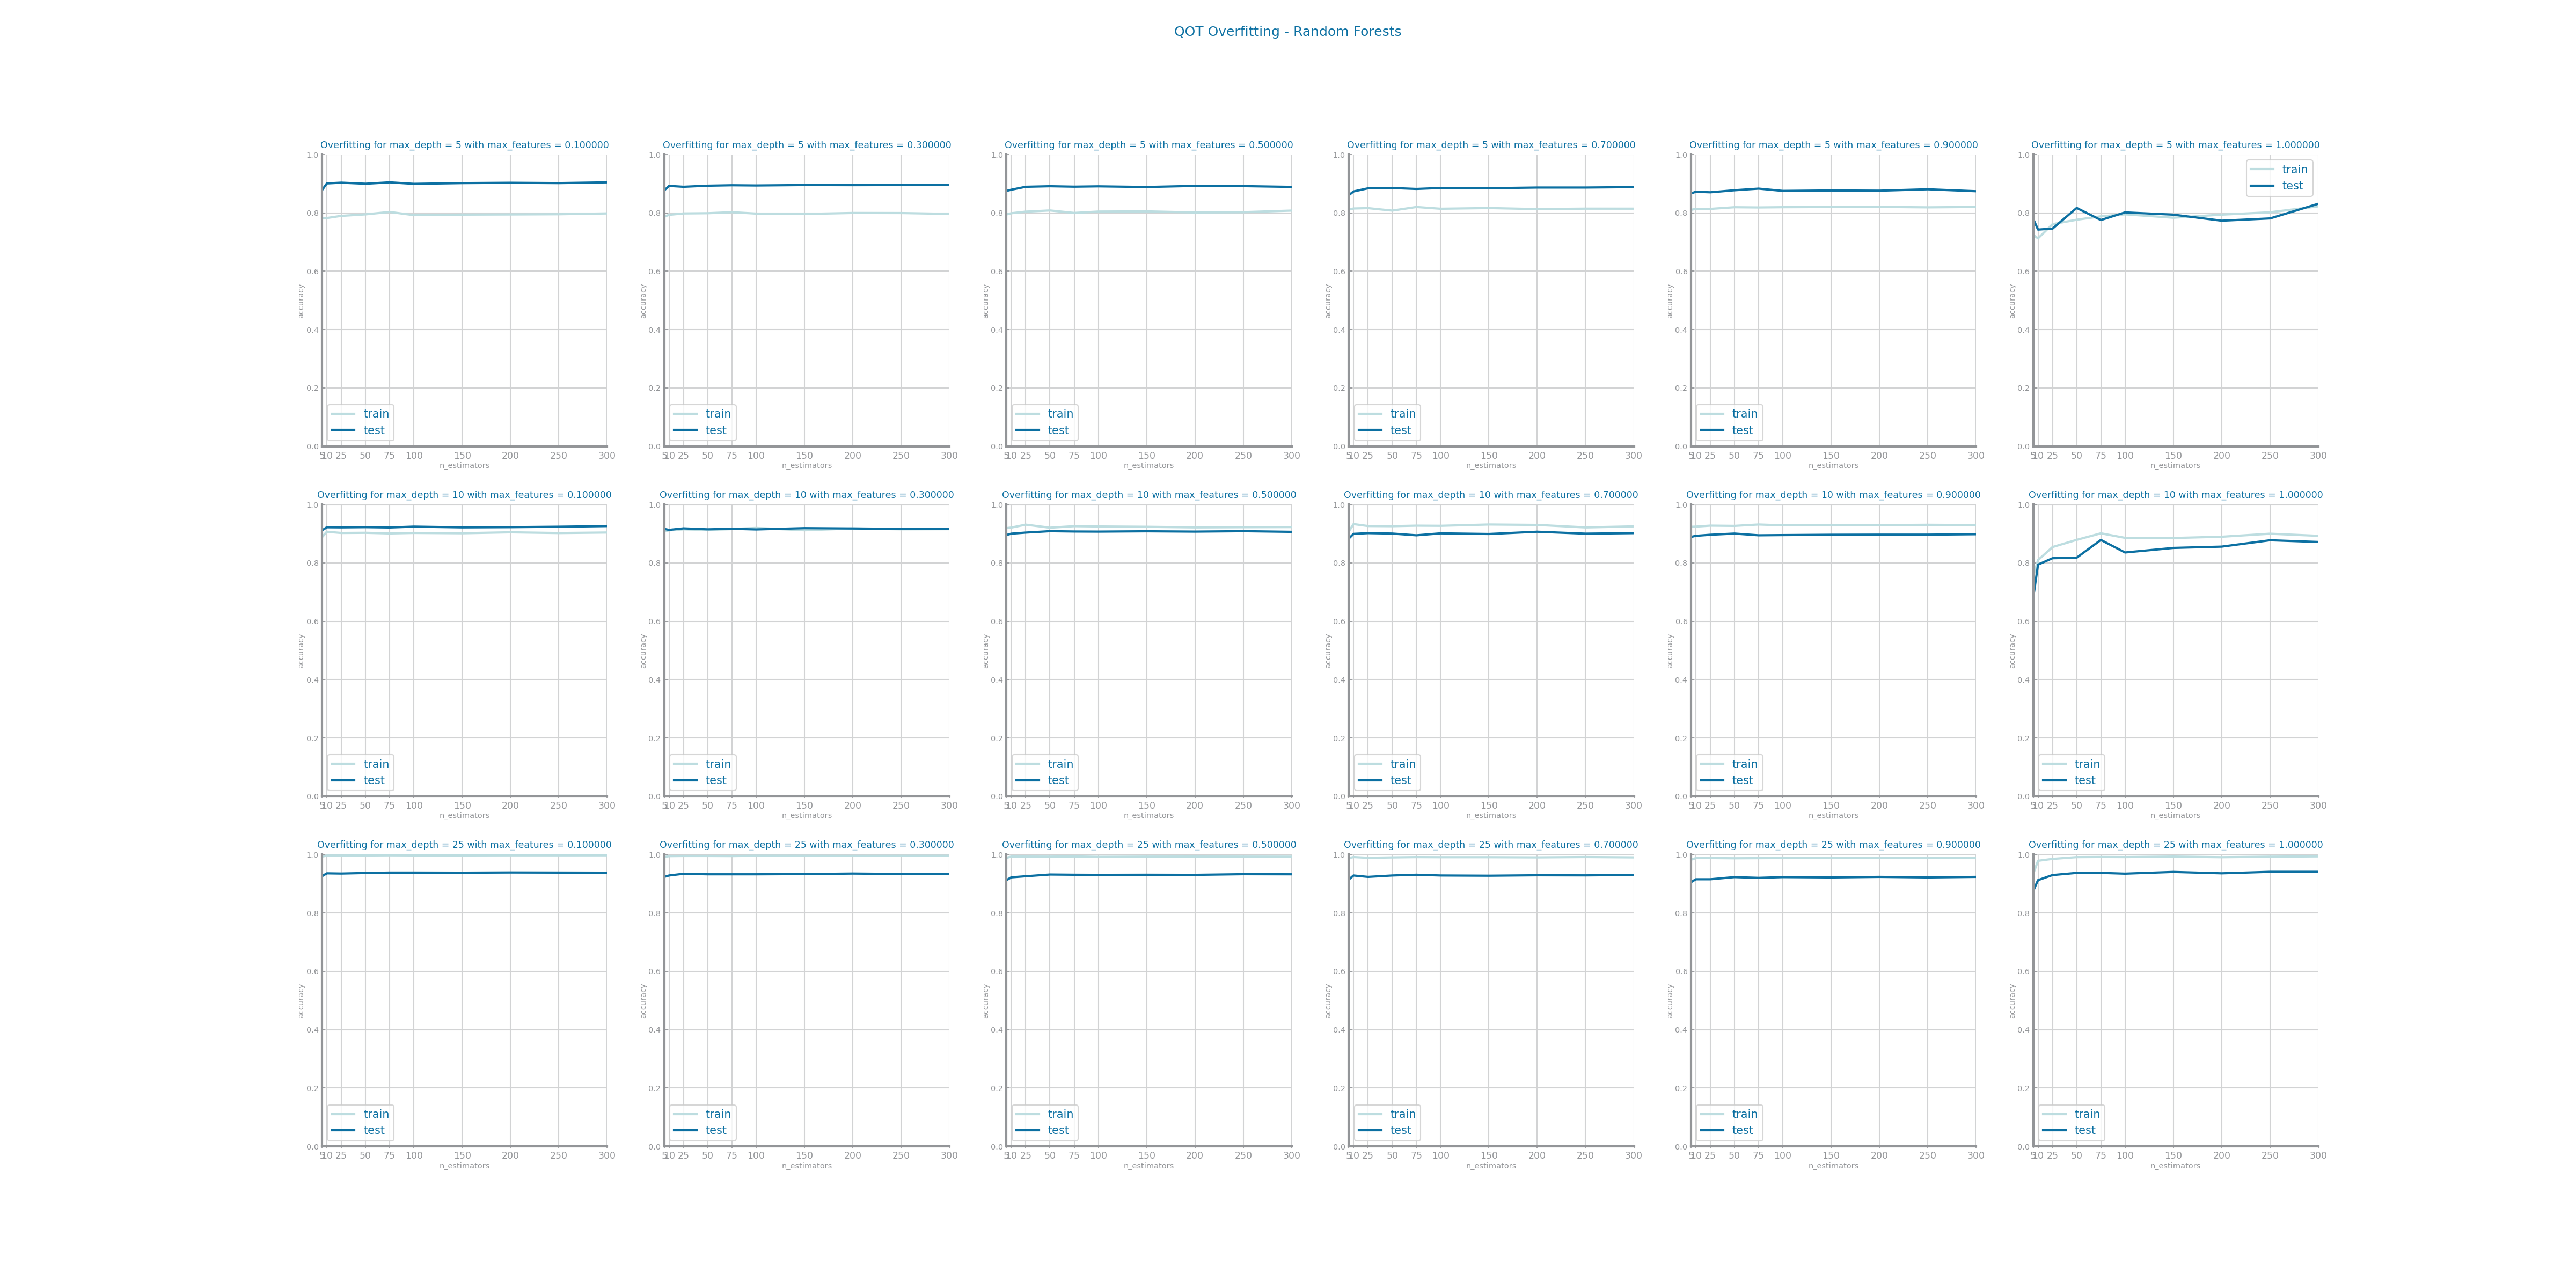 QOT Overfitting - Random Forests
Overfitting for max_depth = 5 with max_features = 0.100000 Overfitting for max_depth = 5 with max_features = 0.300000 Overfitting for max_depth = 5 with max_features = 0.500000 Overfitting for max_depth = 5 with max_features = 0.700000 Overfitting for max_depth = 5 with max_features = 0.900000 Overfitting for max_depth = 5 with max_features = 1.000000
1.0 1.0 1.0 1.0 1.0 1.0
train
test
0.8 0.8 0.8 0.8 0.8 0.8
0.6 0.6 0.6 0.6 0.6 0.6
accuracy accuracy accuracy accuracy accuracy accuracy
0.4 0.4 0.4 0.4 0.4 0.4
0.2 0.2 0.2 0.2 0.2 0.2
train train train train train
test test test test test
0.0 0.0 0.0 0.0 0.0 0.0
5 10 25 50 75 100 150 200 250 300 5 10 25 50 75 100 150 200 250 300 5 10 25 50 75 100 150 200 250 300 5 10 25 50 75 100 150 200 250 300 5 10 25 50 75 100 150 200 250 300 5 10 25 50 75 100 150 200 250 300
n_estimators n_estimators n_estimators n_estimators n_estimators n_estimators
Overfitting for max_depth = 10 with max_features = 0.100000 Overfitting for max_depth = 10 with max_features = 0.300000 Overfitting for max_depth = 10 with max_features = 0.500000 Overfitting for max_depth = 10 with max_features = 0.700000 Overfitting for max_depth = 10 with max_features = 0.900000 Overfitting for max_depth = 10 with max_features = 1.000000
1.0 1.0 1.0 1.0 1.0 1.0
0.8 0.8 0.8 0.8 0.8 0.8
0.6 0.6 0.6 0.6 0.6 0.6
accuracy accuracy accuracy accuracy accuracy accuracy
0.4 0.4 0.4 0.4 0.4 0.4
0.2 0.2 0.2 0.2 0.2 0.2
train train train train train train
test test test test test test
0.0 0.0 0.0 0.0 0.0 0.0
5 10 25 50 75 100 150 200 250 300 5 10 25 50 75 100 150 200 250 300 5 10 25 50 75 100 150 200 250 300 5 10 25 50 75 100 150 200 250 300 5 10 25 50 75 100 150 200 250 300 5 10 25 50 75 100 150 200 250 300
n_estimators n_estimators n_estimators n_estimators n_estimators n_estimators
Overfitting for max_depth = 25 with max_features = 0.100000 Overfitting for max_depth = 25 with max_features = 0.300000 Overfitting for max_depth = 25 with max_features = 0.500000 Overfitting for max_depth = 25 with max_features = 0.700000 Overfitting for max_depth = 25 with max_features = 0.900000 Overfitting for max_depth = 25 with max_features = 1.000000
1.0 1.0 1.0 1.0 1.0 1.0
0.8 0.8 0.8 0.8 0.8 0.8
0.6 0.6 0.6 0.6 0.6 0.6
accuracy accuracy accuracy accuracy accuracy accuracy
0.4 0.4 0.4 0.4 0.4 0.4
0.2 0.2 0.2 0.2 0.2 0.2
train train train train train train
test test test test test test
0.0 0.0 0.0 0.0 0.0 0.0
5 10 25 50 75 100 150 200 250 300 5 10 25 50 75 100 150 200 250 300 5 10 25 50 75 100 150 200 250 300 5 10 25 50 75 100 150 200 250 300 5 10 25 50 75 100 150 200 250 300 5 10 25 50 75 100 150 200 250 300
n_estimators n_estimators n_estimators n_estimators n_estimators n_estimators